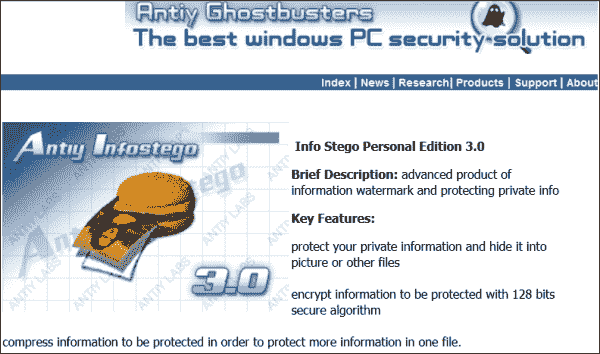 Antiy Ghostbusters
The best windows PC security solution
Index | News | Research| Products | Support | About
Antiy Infostego
Antiy Infostego
ANTIY LABS
3.0
Info Stego Personal Edition 3.0
Brief Description: advanced product of
information watermark and protecting private info
Key Features:
protect your private information and hide it into
picture or other files
encrypt information to be protected with 128 bits
secure algorithm
compress information to be protected in order to protect more information in one file.